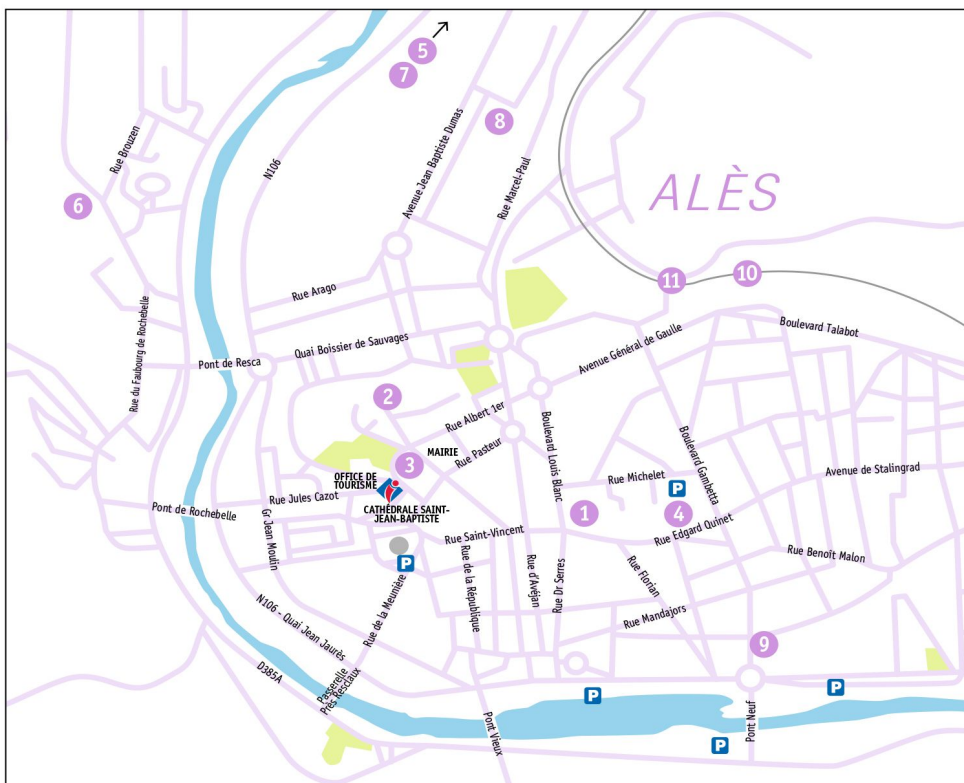 5
7
8
Rue Brouzen
N106
Avenue Jean Baptiste Dumas
Rue Marcel-Paul
6
ALÈS
11
10
Rue Arago
Boulevard Talabot
Quai Boissier de Sauvages
Avenue Général de Gaulle
Rue du Faubourg de Rochebelle
Pont de Resca
2
Rue Albert 1er
MAIRIE
Rue Pasteur
Boulevard Louis Blanc
Boulevard Gambetta
3
OFFICE DE
TOURISME
Rue Michelet
Avenue de Stalingrad
P
Rue Jules Cazot
Pont de Rochebelle
CATHÉDRALE SAINT-
JEAN-BAPTISTE
1
4
Gr Jean Moulin
Rue Saint-Vincent
Rue Edgard Quinet
Rue Benoît Malon
P
Rue de la Meunière
Rue de la République
Rue d'Avéjan
Rue Dr Serres
Rue Florian
N106 - Quai Jean Jaurès
Rue Mandajors
9
D385A
Passerelle
Près Resclaux
P
P
Pont Vieux
Pont Neuf
P